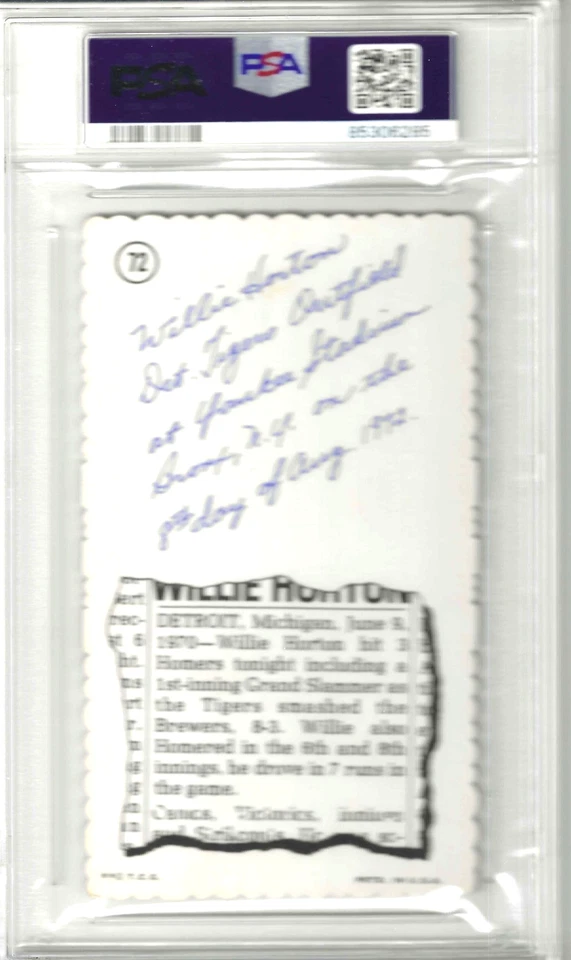 PSA
PSA
85306285
72
Willie Horton
Det. Tigers Outfield
at Yankee Stadium
Bronx, N.Y. on the
8th day of Aug 1972.
WILLIE HORTON
DETROIT, Michigan, June 9,
1970—Willie Horton hit 3
Homers tonight including a
1st-inning Grand Slammer as
the Tigers smashed the
Brewers, 8-3. Willie also
Homered in the 6th and 8th
innings. he drove in 7 runs in
the game.
T.C.G.